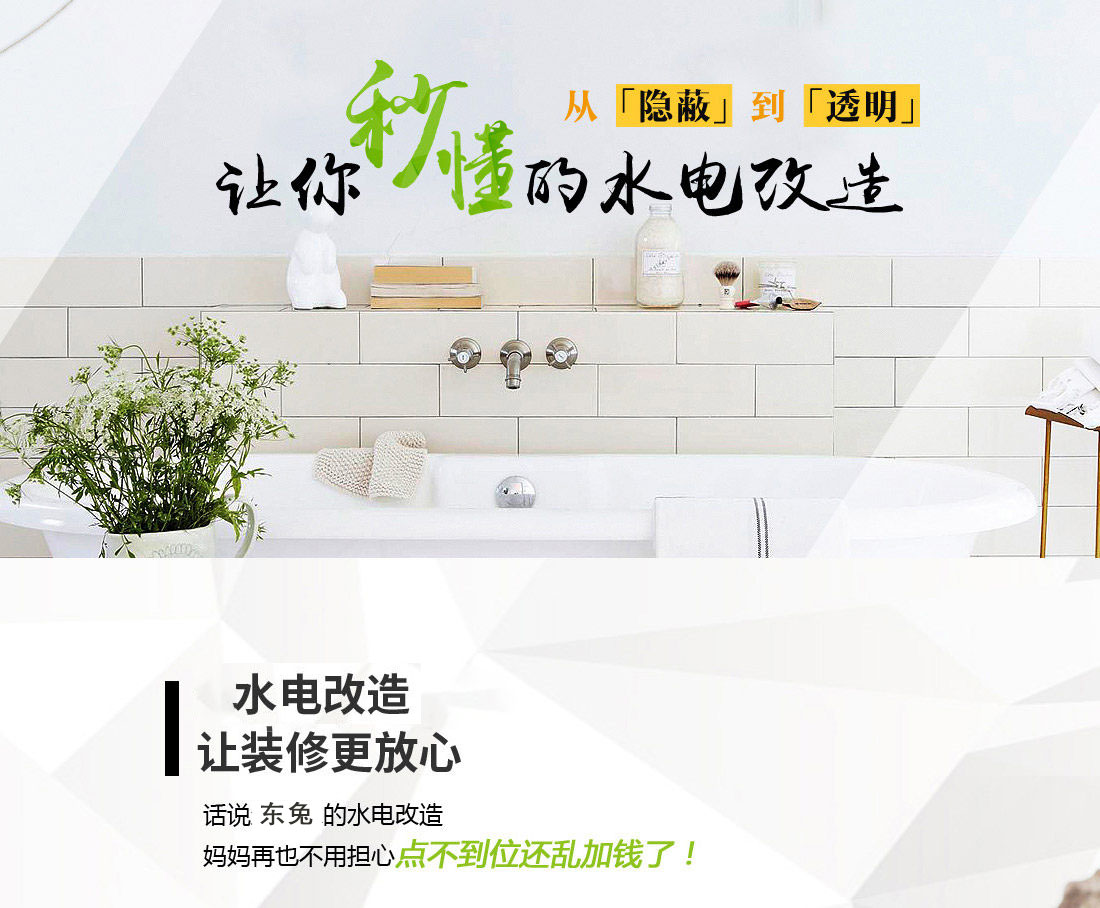 从「隐蔽」到「透明」
让你秒懂的水电改造
水电改造
让装修更放心
话说 东兔 的水电改造
妈妈再也不用担心点不到位还乱加钱了！